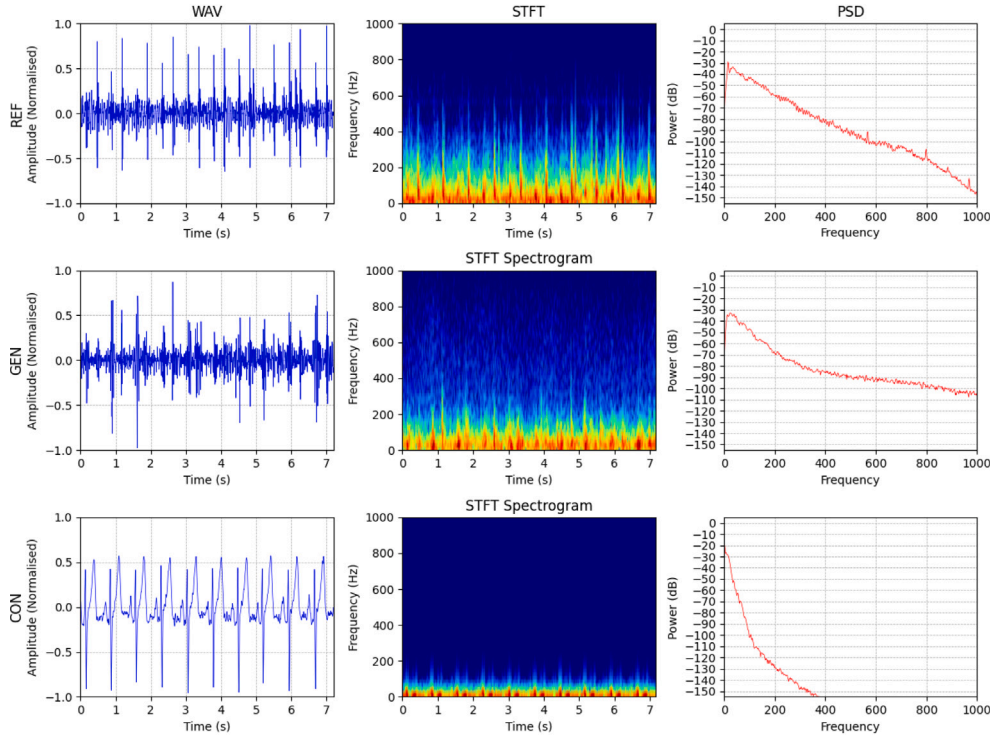 WAV
STFT
PSD
REF
Amplitude (Normalised)
1.0
0.5
0.0
−0.5
−1.0
0 1 2 3 4 5 6 7
Time (s)
Frequency (Hz)
1000
800
600
400
200
0
0 1 2 3 4 5 6 7
Time (s)
Power (dB)
0
−10
−20
−30
−40
−50
−60
−70
−80
−90
−100
−110
−120
−130
−140
−150
0 200 400 600 800 1000
Frequency
STFT Spectrogram
GEN
Amplitude (Normalised)
1.0
0.5
0.0
−0.5
−1.0
0 1 2 3 4 5 6 7
Time (s)
Frequency (Hz)
1000
800
600
400
200
0
0 1 2 3 4 5 6 7
Time (s)
Power (dB)
0
−10
−20
−30
−40
−50
−60
−70
−80
−90
−100
−110
−120
−130
−140
−150
0 200 400 600 800 1000
Frequency
STFT Spectrogram
CON
Amplitude (Normalised)
1.0
0.5
0.0
−0.5
−1.0
0 1 2 3 4 5 6 7
Time (s)
Frequency (Hz)
1000
800
600
400
200
0
0 1 2 3 4 5 6 7
Time (s)
Power (dB)
0
−10
−20
−30
−40
−50
−60
−70
−80
−90
−100
−110
−120
−130
−140
−150
0 200 400 600 800 1000
Frequency